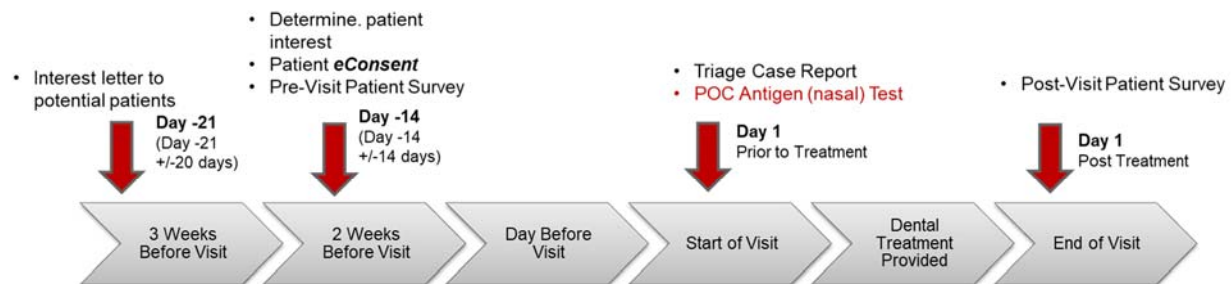 • Interest letter to
potential patients
Day -21
(Day -21
+/-20 days)
• Determine. patient
interest
• Patient eConsent
• Pre-Visit Patient Survey
Day -14
(Day -14
+/-14 days)
• Triage Case Report
• POC Antigen (nasal) Test
Day 1
Prior to Treatment
• Post-Visit Patient Survey
Day 1
Post Treatment
3 Weeks
Before Visit
2 Weeks
Before Visit
Day Before
Visit
Start of Visit
Dental
Treatment
Provided
End of Visit